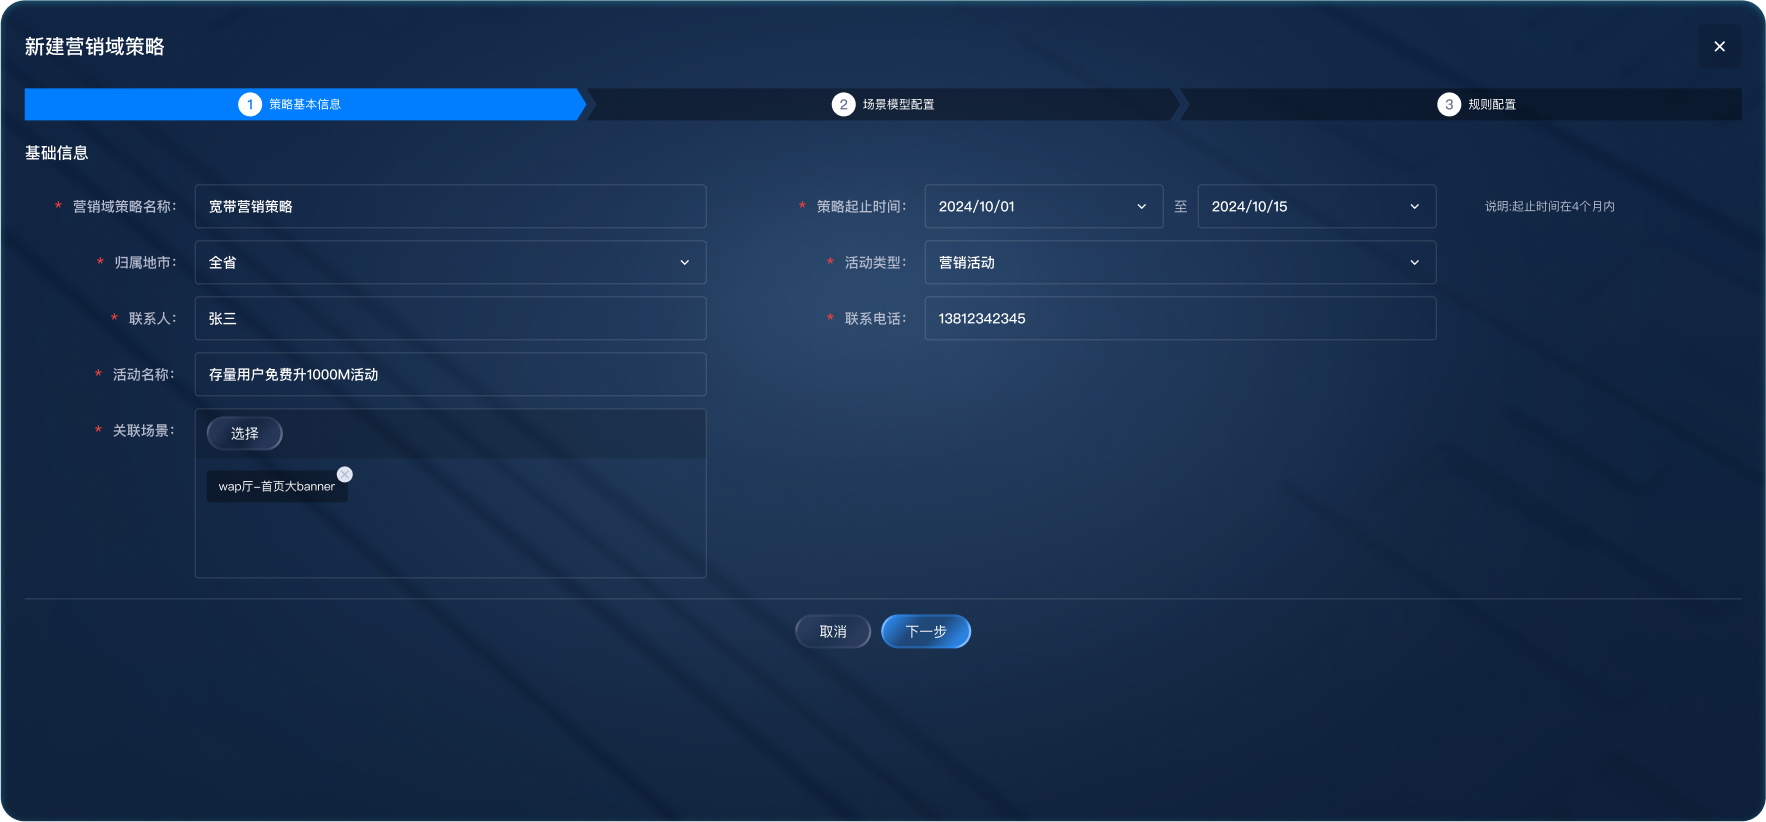 新建营销域策略
1 策略基本信息
2 场景模型配置
3 规则配置
基础信息
* 营销域策略名称: 宽带营销策略
* 策略起止时间: 2024/10/01 至 2024/10/15 说明:起止时间在4个月内
* 归属地市: 全省
* 活动类型: 营销活动
* 联系人: 张三
* 联系电话: 13812342345
* 活动名称: 存量用户免费升1000M活动
* 关联场景: 选择
wap厅-首页大banner
取消 下一步